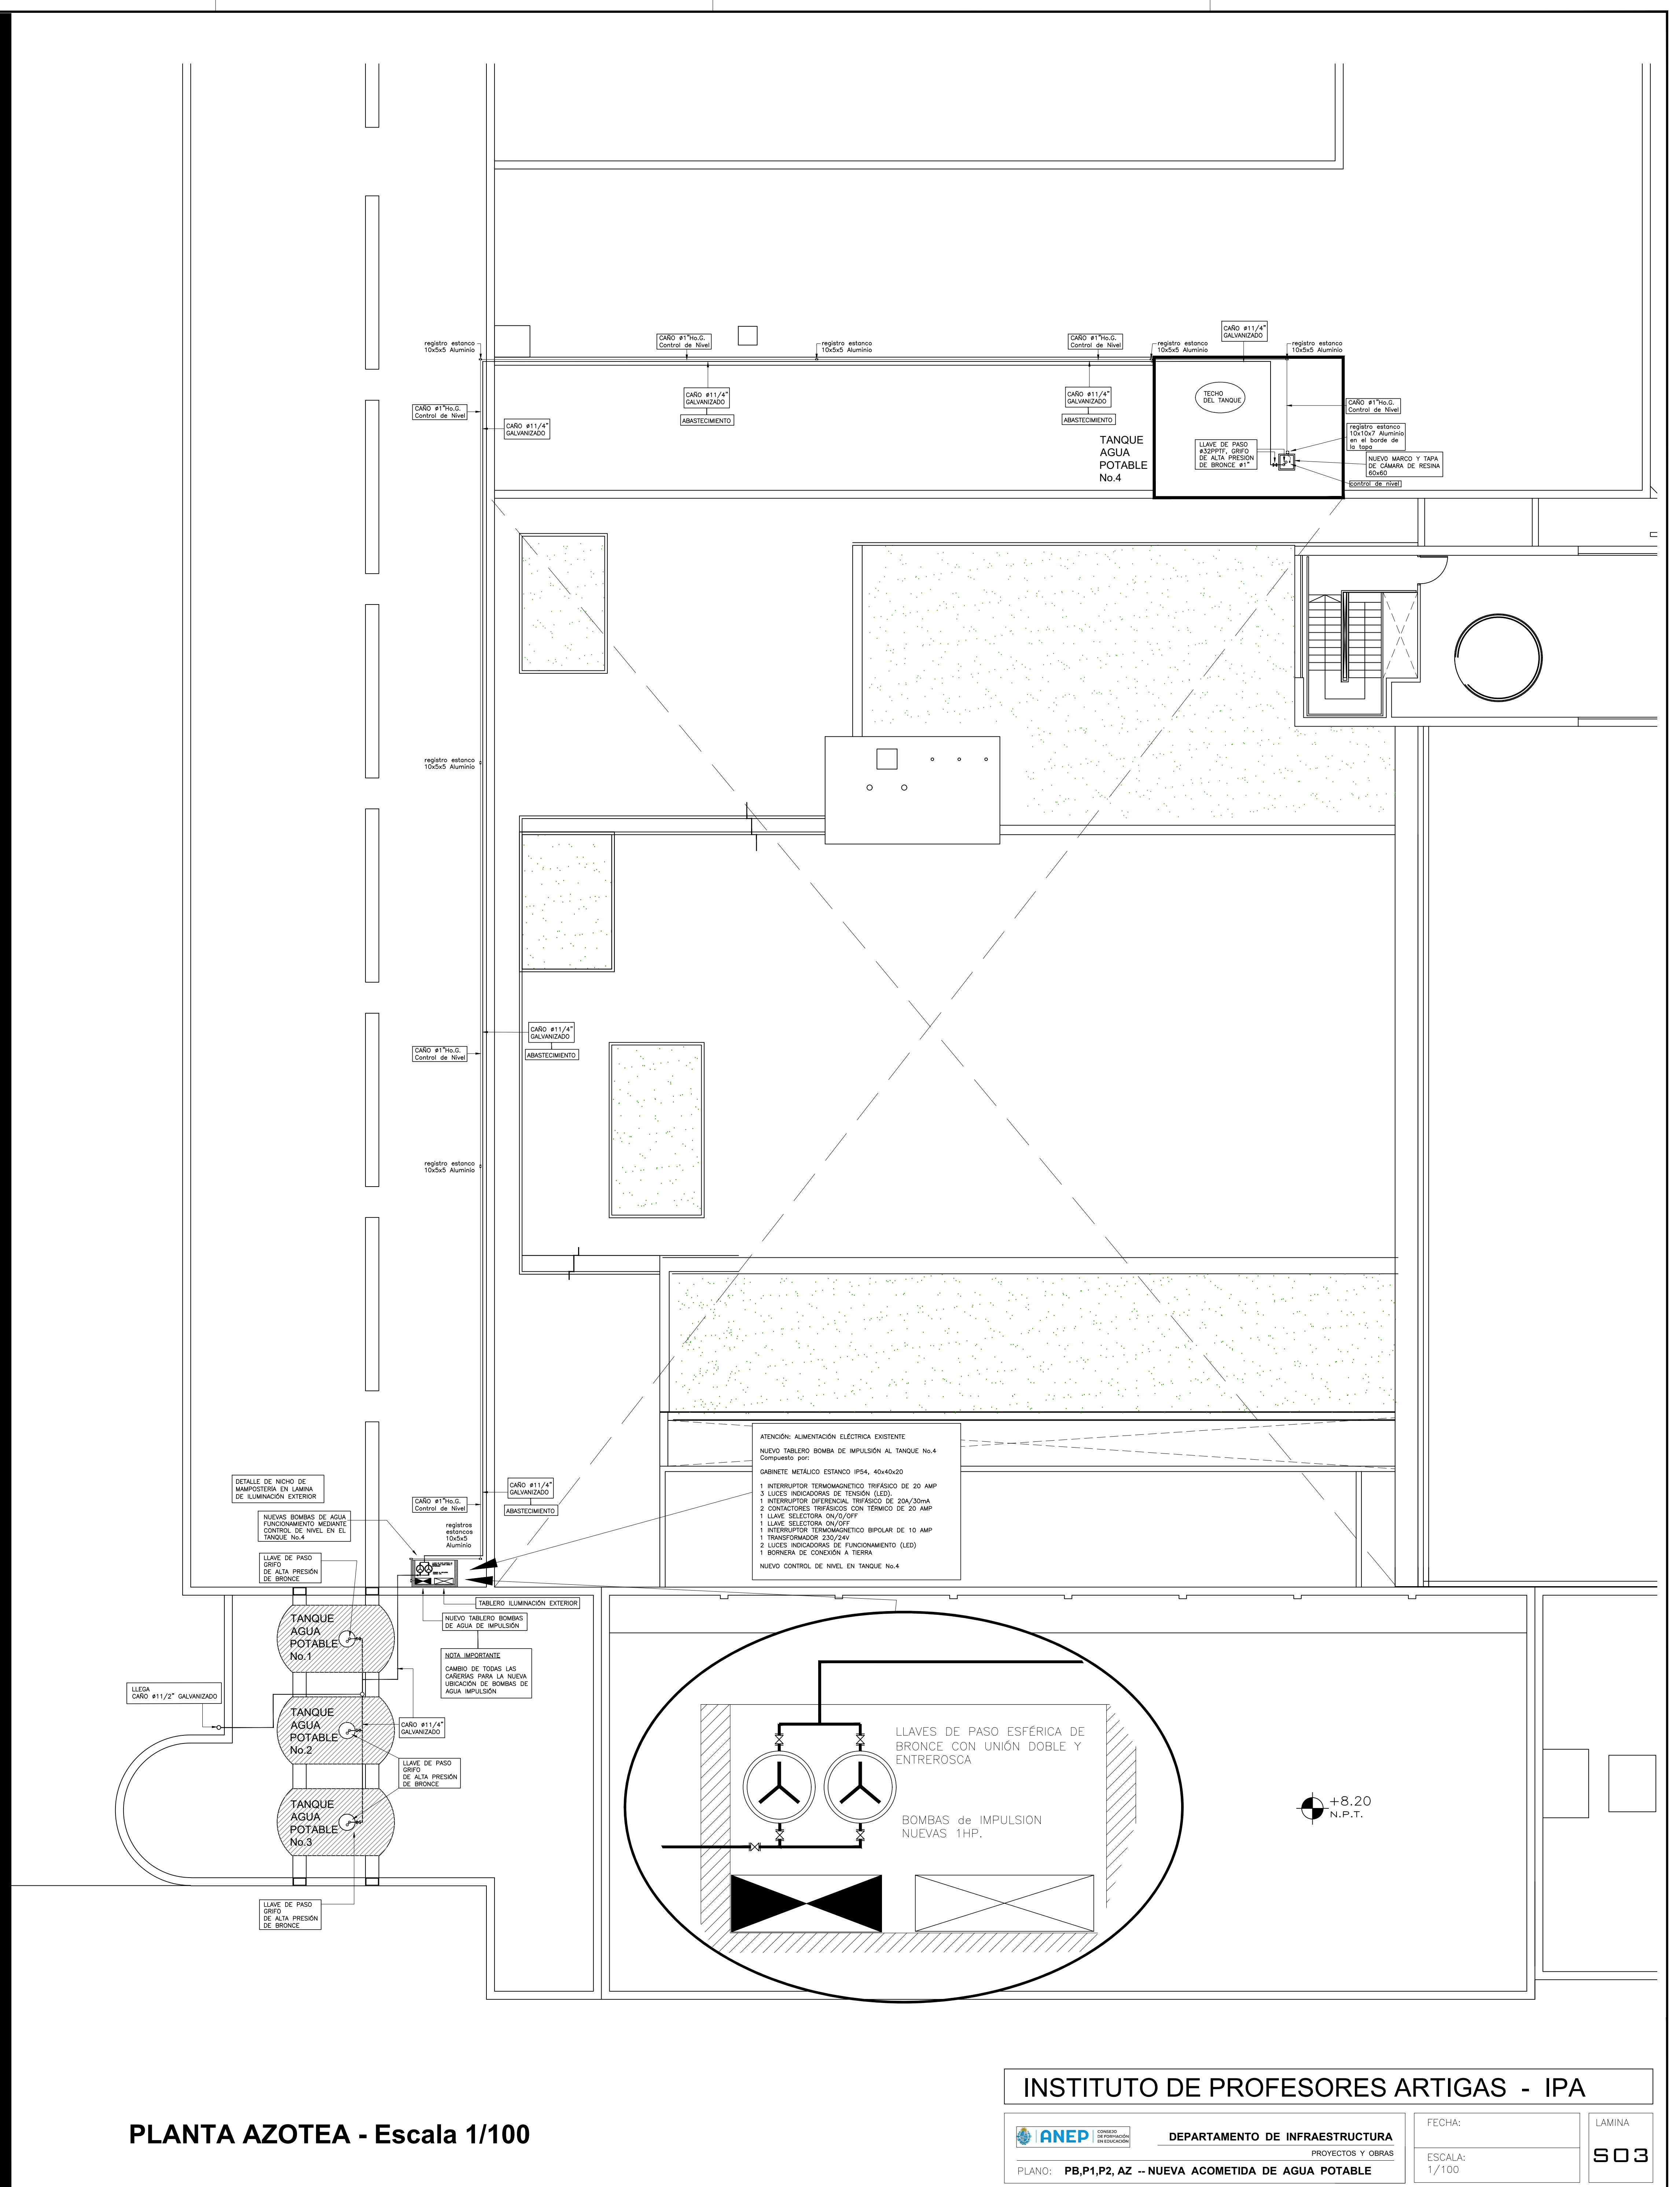 CAÑO ø11/4"
GALVANIZADO
registro estanco
10x5x5 Aluminio
CAÑO ø1"Ho.G.
Control de Nivel
registro estanco
10x5x5 Aluminio
CAÑO ø1"Ho.G.
Control de Nivel
registro estanco
10x5x5 Aluminio
registro estanco
10x5x5 Aluminio
CAÑO ø11/4"
GALVANIZADO
ABASTECIMIENTO
CAÑO ø11/4"
GALVANIZADO
ABASTECIMIENTO
TECHO
DEL TANQUE
CAÑO ø1"Ho.G.
Control de Nivel
CAÑO ø1"Ho.G.
Control de Nivel
CAÑO ø11/4"
GALVANIZADO
TANQUE
AGUA
POTABLE
No.4
LLAVE DE PASO
ø32PPTF, GRIFO
DE ALTA PRESION
DE BRONCE ø1"
registro estanco
10x10x7 Aluminio
en el borde de
la tapa
NUEVO MARCO Y TAPA
DE CÁMARA DE RESINA
60x60
control de nivel
registro estanco
10x5x5 Aluminio
CAÑO ø11/4"
GALVANIZADO
ABASTECIMIENTO
CAÑO ø1"Ho.G.
Control de Nivel
registro estanco
10x5x5 Aluminio
ATENCIÓN: ALIMENTACIÓN ELÉCTRICA EXISTENTE
NUEVO TABLERO BOMBA DE IMPULSIÓN AL TANQUE No.4
Compuesto por:
GABINETE METÁLICO ESTANCO IP54, 40x40x20
1 INTERRUPTOR TERMOMAGNETICO TRIFÁSICO DE 20 AMP
3 LUCES INDICADORAS DE TENSIÓN (LED).
1 INTERRUPTOR DIFERENCIAL TRIFÁSICO DE 20A/30mA
2 CONTACTORES TRIFÁSICOS CON TÉRMICO DE 20 AMP
1 LLAVE SELECTORA ON/0/OFF
1 LLAVE SELECTORA ON/OFF
1 INTERRUPTOR TERMOMAGNETICO BIPOLAR DE 10 AMP
1 TRANSFORMADOR 230/24V
2 LUCES INDICADORAS DE FUNCIONAMIENTO (LED)
1 BORNERA DE CONEXIÓN A TIERRA
NUEVO CONTROL DE NIVEL EN TANQUE No.4
DETALLE DE NICHO DE
MAMPOSTERÍA EN LAMINA
DE ILUMINACIÓN EXTERIOR
CAÑO ø11/4"
GALVANIZADO
ABASTECIMIENTO
CAÑO ø1"Ho.G.
Control de Nivel
NUEVAS BOMBAS DE AGUA
FUNCIONAMIENTO MEDIANTE
CONTROL DE NIVEL EN EL
TANQUE No.4
registros
estancos
10x5x5
Aluminio
LLAVE DE PASO
GRIFO
DE ALTA PRESIÓN
DE BRONCE
TABLERO ILUMINACIÓN EXTERIOR
NUEVO TABLERO BOMBAS
DE AGUA DE IMPULSIÓN
TANQUE
AGUA
POTABLE
No.1
NOTA IMPORTANTE
CAMBIO DE TODAS LAS
CAÑERÍAS PARA LA NUEVA
UBICACIÓN DE BOMBAS DE
AGUA IMPULSIÓN
LLEGA
CAÑO ø11/2" GALVANIZADO
TANQUE
AGUA
POTABLE
No.2
CAÑO ø11/4"
GALVANIZADO
LLAVE DE PASO
GRIFO
DE ALTA PRESIÓN
DE BRONCE
TANQUE
AGUA
POTABLE
No.3
LLAVE DE PASO
GRIFO
DE ALTA PRESIÓN
DE BRONCE
LLAVES DE PASO ESFÉRICA DE
BRONCE CON UNIÓN DOBLE Y
ENTREROSCA
BOMBAS de IMPULSION
NUEVAS 1HP.
+8.20
N.P.T.
PLANTA AZOTEA - Escala 1/100
INSTITUTO DE PROFESORES ARTIGAS - IPA
ANEP
CONSEJO
DE FORMACIÓN
EN EDUCACIÓN
DEPARTAMENTO DE INFRAESTRUCTURA
PROYECTOS Y OBRAS
PLANO: PB,P1,P2, AZ -- NUEVA ACOMETIDA DE AGUA POTABLE
FECHA:
ESCALA:
1/100
LAMINA
S03